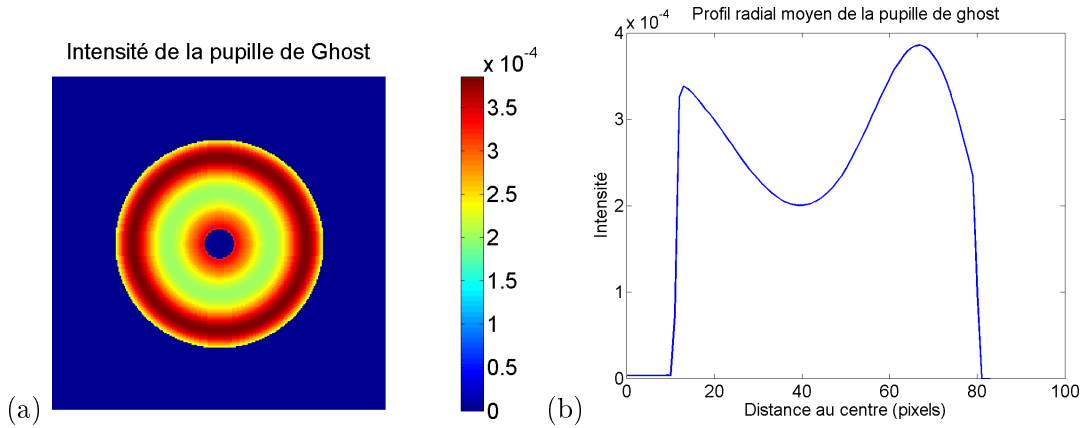 Intensité de la pupille de Ghost
x 10⁻⁴
3.5
3
2.5
2
1.5
1
0.5
0
(a)
Profil radial moyen de la pupille de ghost
x 10⁻⁴
4
3
2
1
0
Intensité
0 20 40 60 80 100
Distance au centre (pixels)
(b)